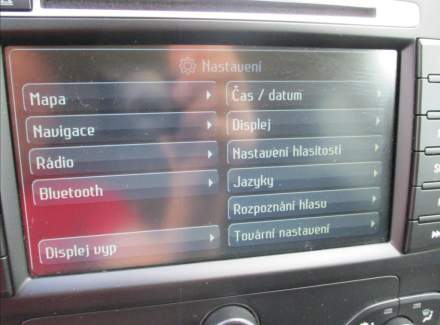 Nastavení
Mapa
Navigace
Rádio
Bluetooth
Displej vyp
Čas / datum
Displej
Nastavení hlasitosti
Jazyky
Rozpoznání hlasu
Tovární nastavení